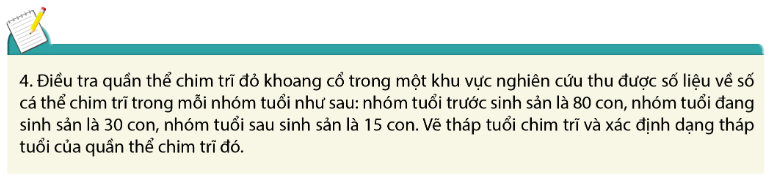 4. Điều tra quần thể chim trĩ đỏ khoang cổ trong một khu vực nghiên cứu thu được số liệu về số
cá thể chim trĩ trong mỗi nhóm tuổi như sau: nhóm tuổi trước sinh sản là 80 con, nhóm tuổi đang
sinh sản là 30 con, nhóm tuổi sau sinh sản là 15 con. Vẽ tháp tuổi chim trĩ và xác định dạng tháp
tuổi của quần thể chim trĩ đó.